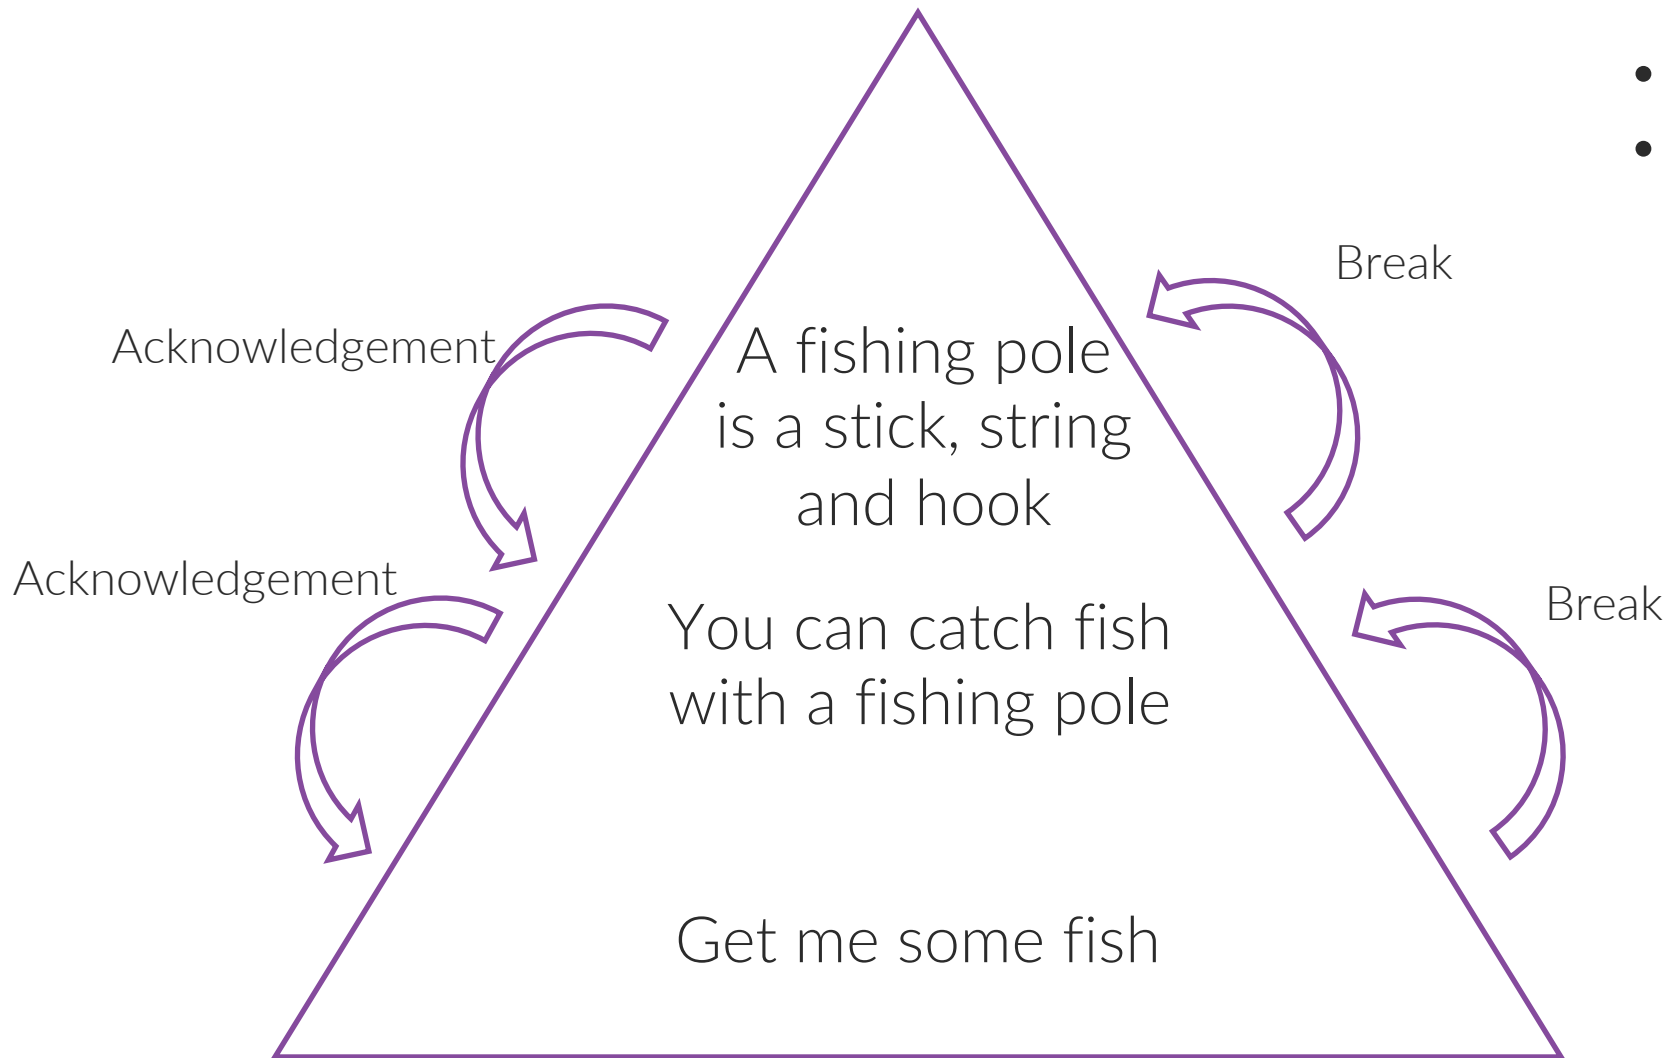 Break
Acknowledgement
A fishing pole
is a stick, string
and hook
Acknowledgement
Break
You can catch fish
with a fishing pole
Get me some fish